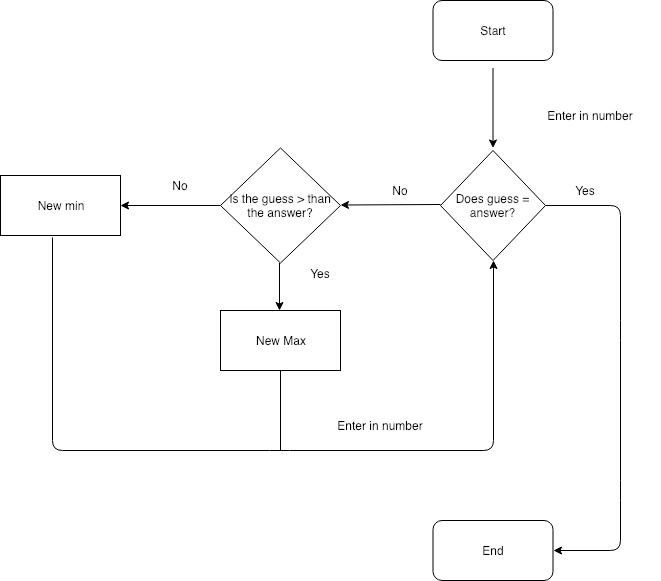 Start
Enter in number
No
Is the guess > than
the answer?
No
Does guess =
answer?
Yes
New min
Yes
New Max
Enter in number
End